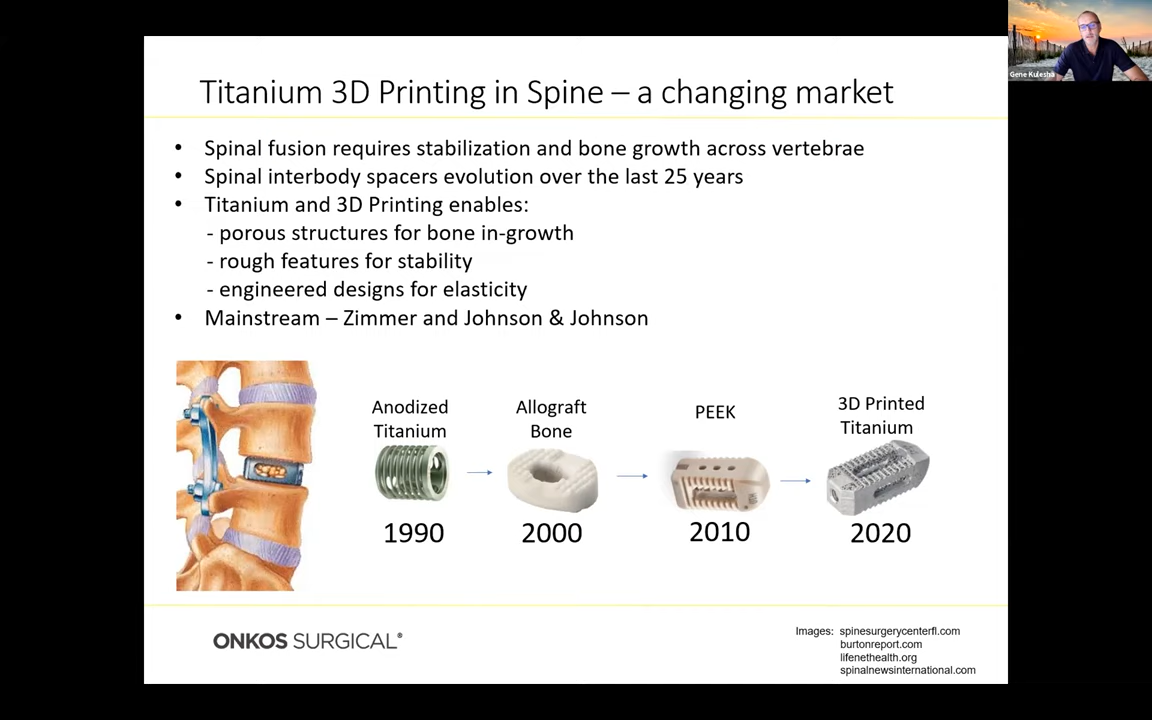 Gene Kulesha
Titanium 3D Printing in Spine – a changing market
• Spinal fusion requires stabilization and bone growth across vertebrae
• Spinal interbody spacers evolution over the last 25 years
• Titanium and 3D Printing enables:
- porous structures for bone in-growth
- rough features for stability
- engineered designs for elasticity
• Mainstream – Zimmer and Johnson & Johnson
Anodized
Titanium
1990
Allograft
Bone
2000
PEEK
2010
3D Printed
Titanium
2020
ONKOS SURGICAL®
Images: spinesurgerycenterfl.com
burtonreport.com
lifenethealth.org
spinalnewsinternational.com